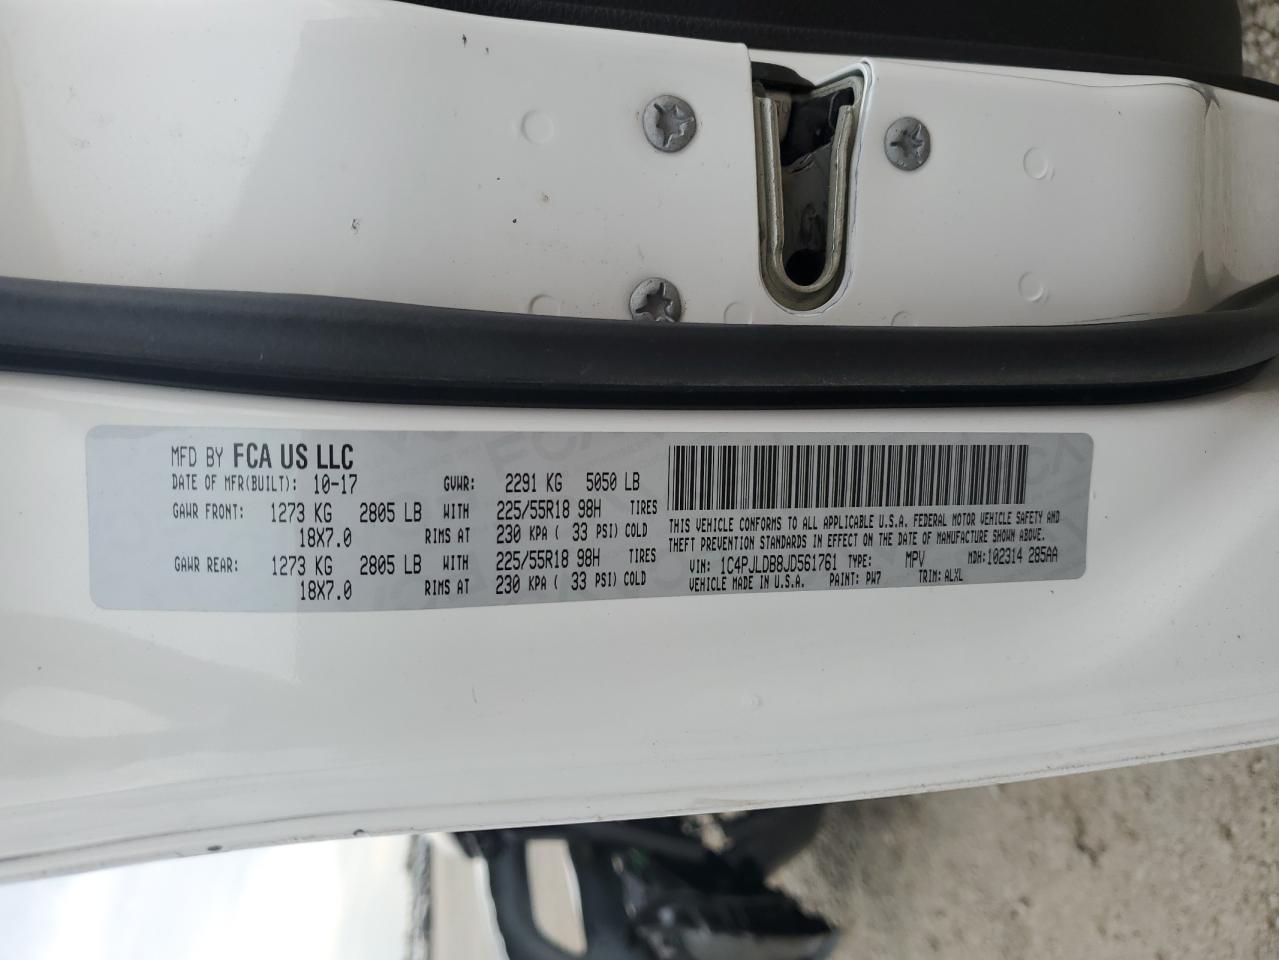 MFD BY FCA US LLC
DATE OF MFR(BUILT): 10-17 GVWR: 2291 KG 5050 LB
GAWR FRONT: 1273 KG 2805 LB WITH 225/55R18 98H TIRES
18X7.0 RIMS AT 230 KPA ( 33 PSI) COLD
GAWR REAR: 1273 KG 2805 LB WITH 225/55R18 98H TIRES
18X7.0 RIMS AT 230 KPA ( 33 PSI) COLD
THIS VEHICLE CONFORMS TO ALL APPLICABLE U.S.A. FEDERAL MOTOR VEHICLE SAFETY AND
THEFT PREVENTION STANDARDS IN EFFECT ON THE DATE OF MANUFACTURE SHOWN ABOVE.
VIN: 1C4PJLDB8JD561761 TYPE: MPV MDH:102314 285AA
VEHICLE MADE IN U.S.A. PAINT: PW7 TRIM: ALXL